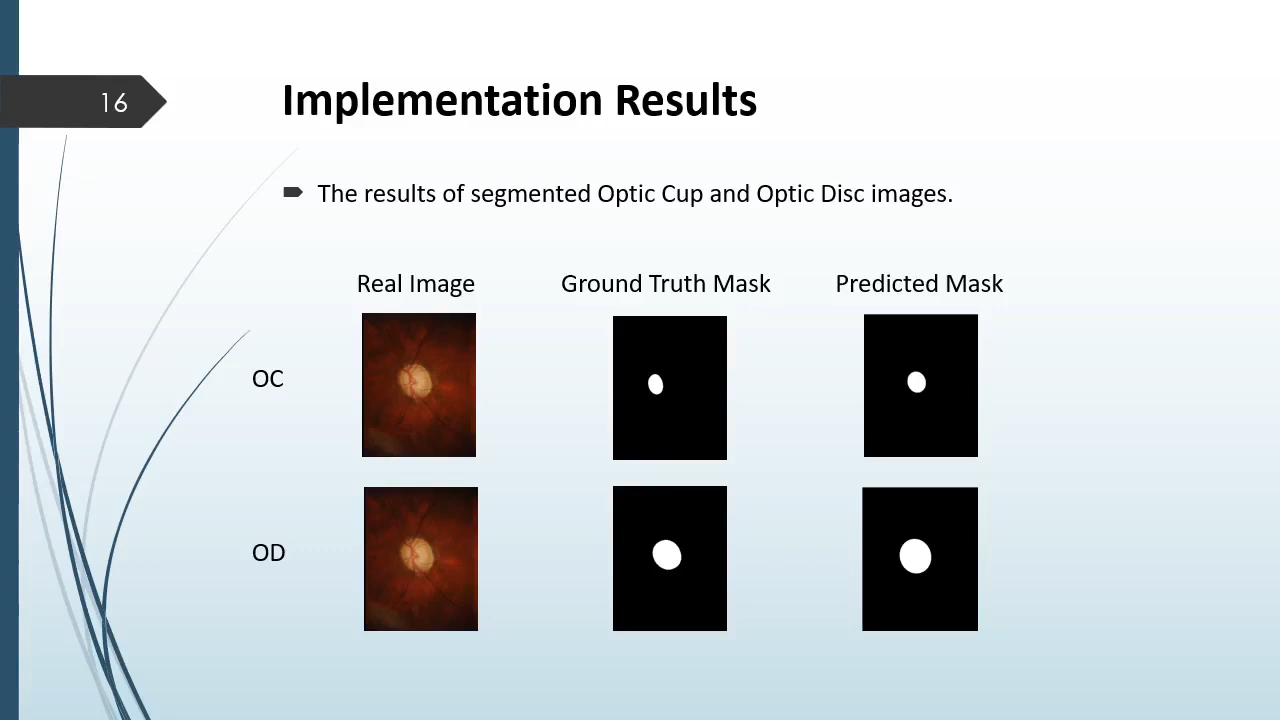 16
Implementation Results
The results of segmented Optic Cup and Optic Disc images.
Real Image Ground Truth Mask Predicted Mask
OC
OD